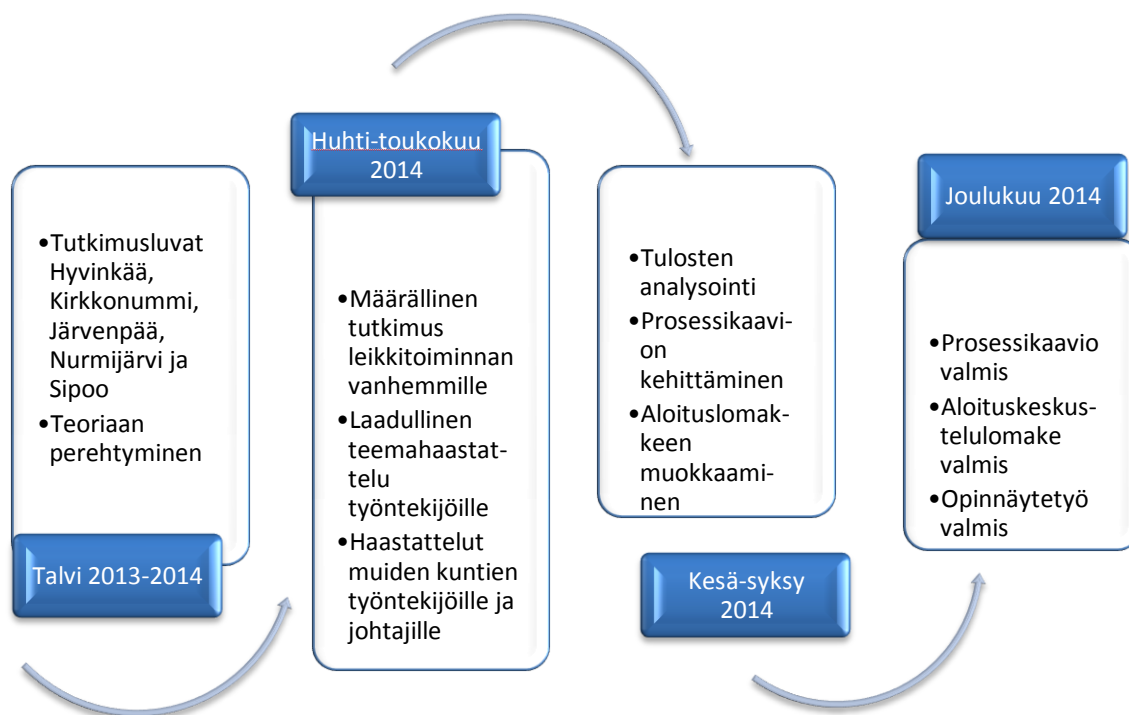 •Tutkimusluvat
Hyvinkää,
Kirkkonummi,
Järvenpää,
Nurmijärvi ja
Sipoo
•Teoriaan
perehtyminen
Talvi 2013-2014
Huhti-toukokuu
2014
•Määrällinen
tutkimus
leikkitoiminnan
vanhemmille
•Laadullinen
teemahaastat-
telu
työntekijöille
•Haastattelut
muiden kuntien
työntekijöille ja
johtajille
•Tulosten
analysointi
•Prosessikaavi-
on
kehittäminen
•Aloituslomak-
keen
muokkaami-
nen
Kesä-syksy
2014
Joulukuu 2014
•Prosessikaavio
valmis
•Aloituskeskus-
telulomake
valmis
•Opinnäytetyö
valmis